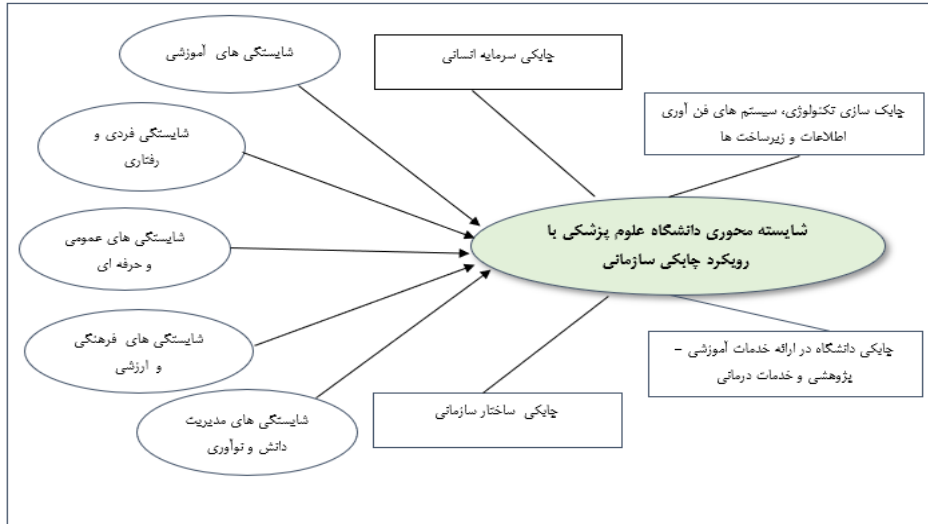 شایستگی های آموزشی
چابکی سرمایه انسانی
چابک سازی تکنولوژی، سیستم های فن آوری
اطلاعات و زیرساخت ها
شایستگی فردی و
رفتاری
شایستگی های عمومی
و حرفه ای
شایسته محوری دانشگاه علوم پزشکی با
رویکرد چابکی سازمانی
شایستگی های فرهنگی
و ارزشی
چابکی دانشگاه در ارائه خدمات آموزشی –
پژوهشی و خدمات درمانی
شایستگی های مدیریت
دانش و نوآوری
چابکی ساختار سازمانی